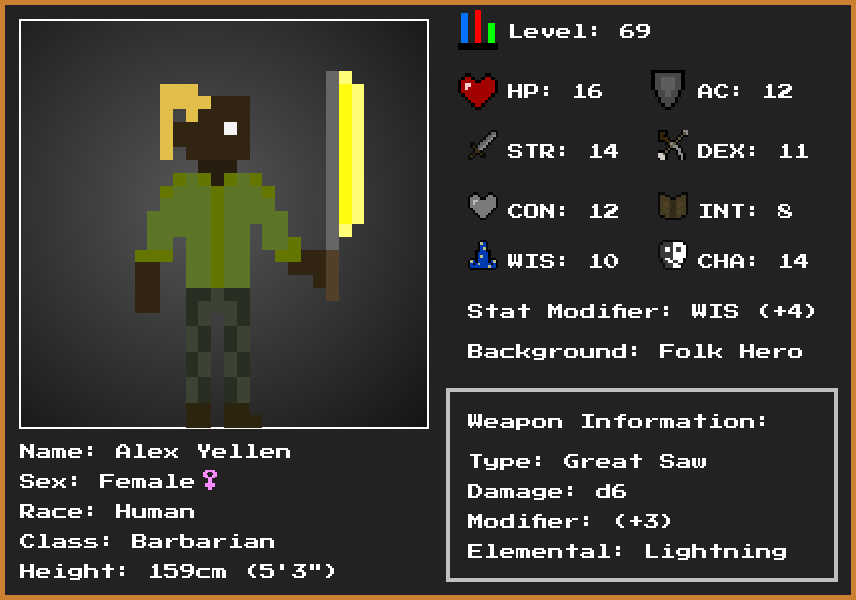 Level: 69
HP: 16
AC: 12
STR: 14
DEX: 11
CON: 12
INT: 8
WIS: 10
CHA: 14
Stat Modifier: WIS (+4)
Background: Folk Hero
Weapon Information:
Type: Great Saw
Damage: d6
Modifier: (+3)
Elemental: Lightning
Name: Alex Yellen
Sex: Female♀
Race: Human
Class: Barbarian
Height: 159cm (5'3")